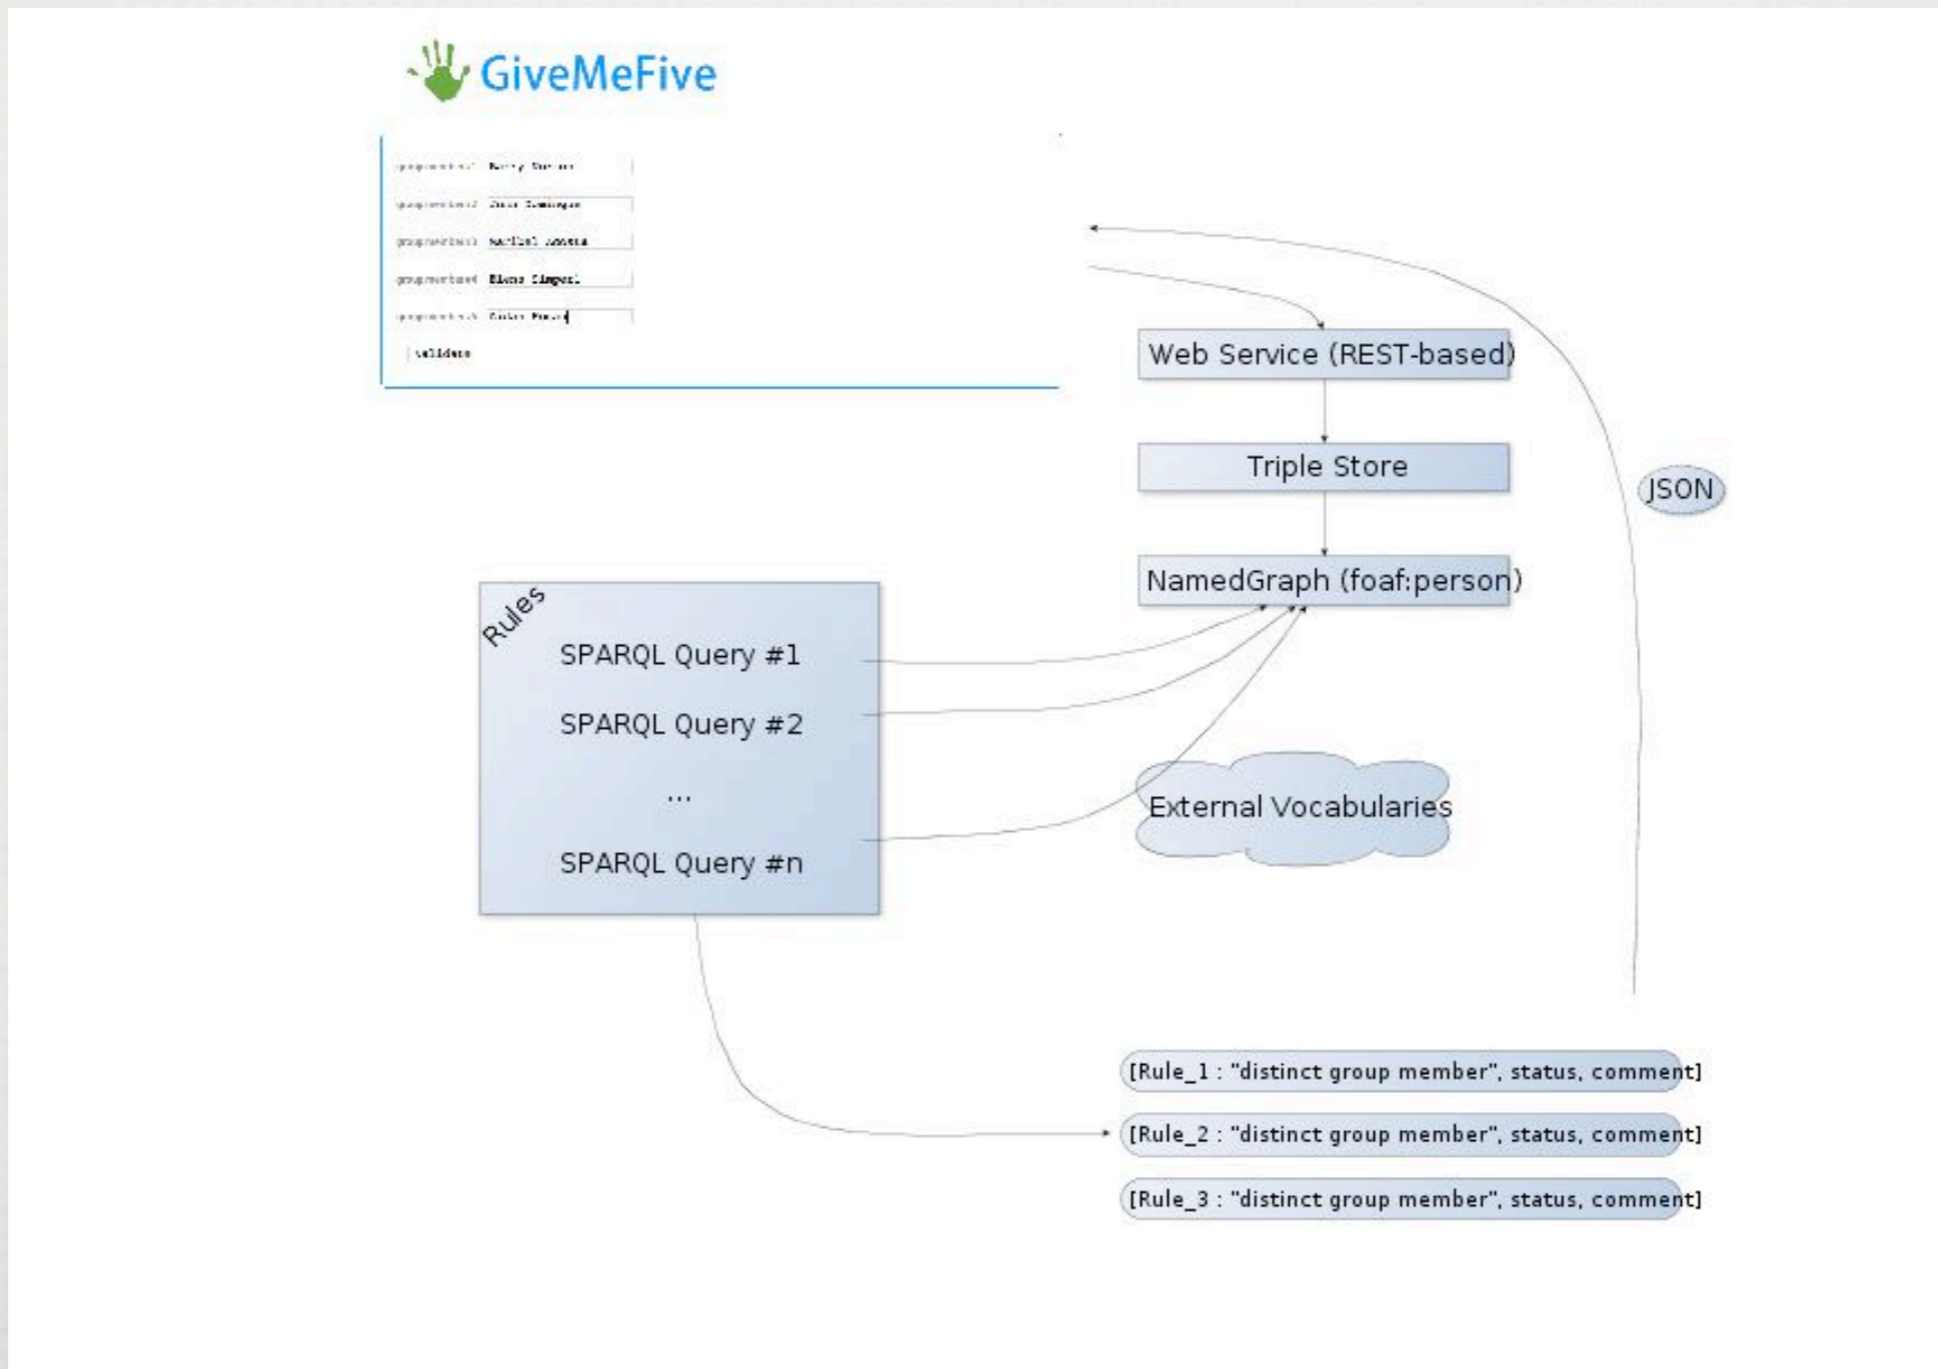 GiveMeFive
validate
Web Service (REST-based)
Triple Store
JSON
NamedGraph (foaf:person)
Rules
SPARQL Query #1
SPARQL Query #2
...
SPARQL Query #n
External Vocabularies
[Rule_1 : "distinct group member", status, comment]
[Rule_2 : "distinct group member", status, comment]
[Rule_3 : "distinct group member", status, comment]